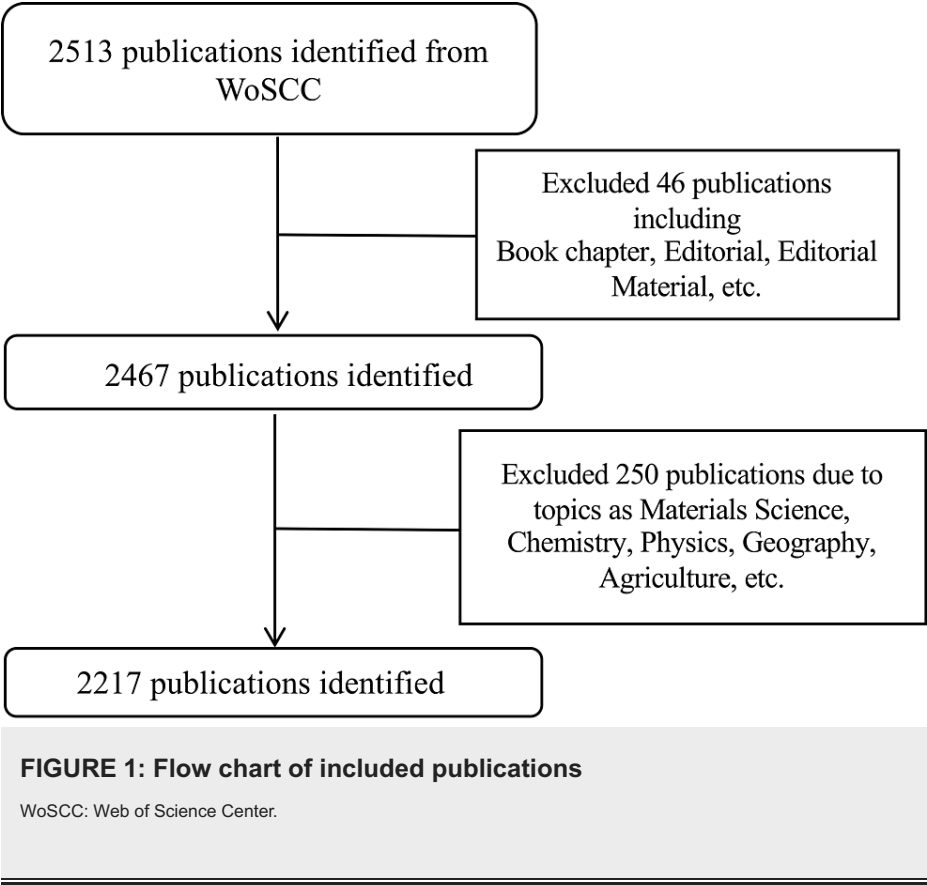 2513 publications identified from
WoSCC
Excluded 46 publications
including
Book chapter, Editorial, Editorial
Material, etc.
2467 publications identified
Excluded 250 publications due to
topics as Materials Science,
Chemistry, Physics, Geography,
Agriculture, etc.
2217 publications identified
FIGURE 1: Flow chart of included publications
WoSCC: Web of Science Center.